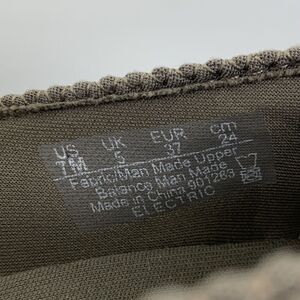 US UK EUR cm
7M 5 37 24
Fabric/Man Made Upper
Balance Man Made
Made in China 901263
ELECTRIC